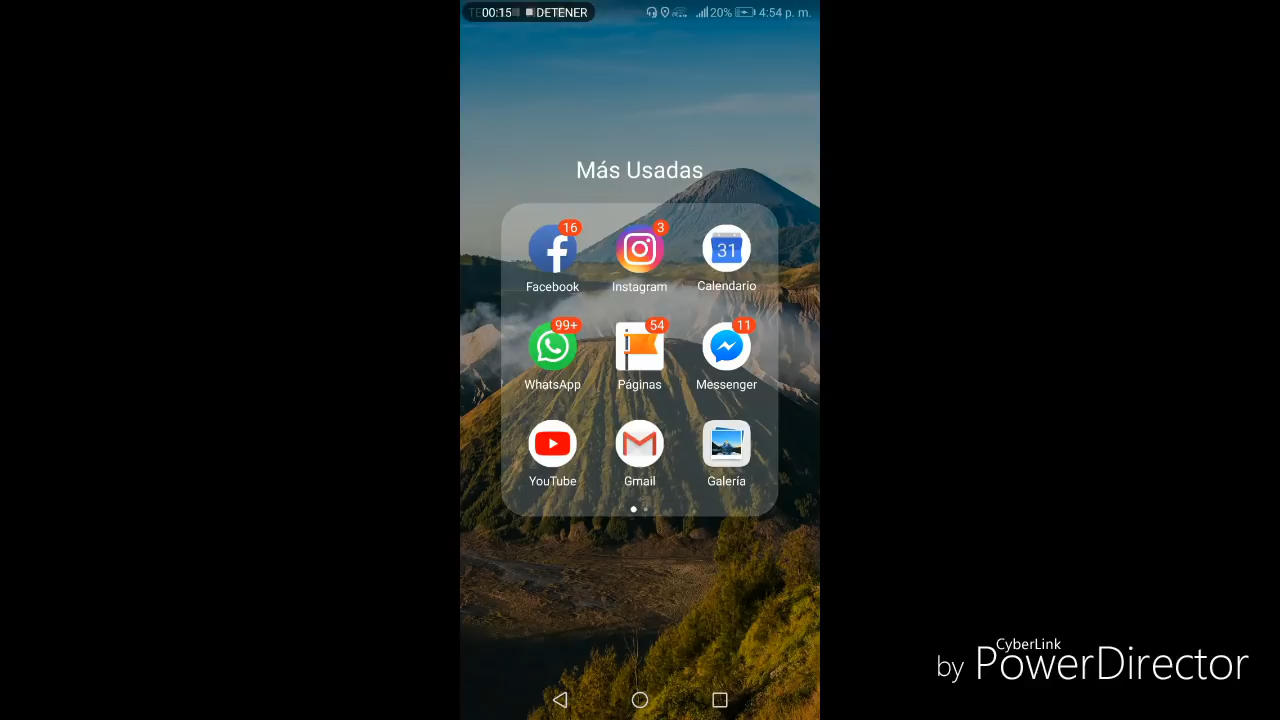 00:15 DETENER 20% 4:54 p. m.
Más Usadas
16 3 31
Facebook Instagram Calendario
99+ 54 11
WhatsApp Páginas Messenger
YouTube Gmail Galería
CyberLink
by PowerDirector